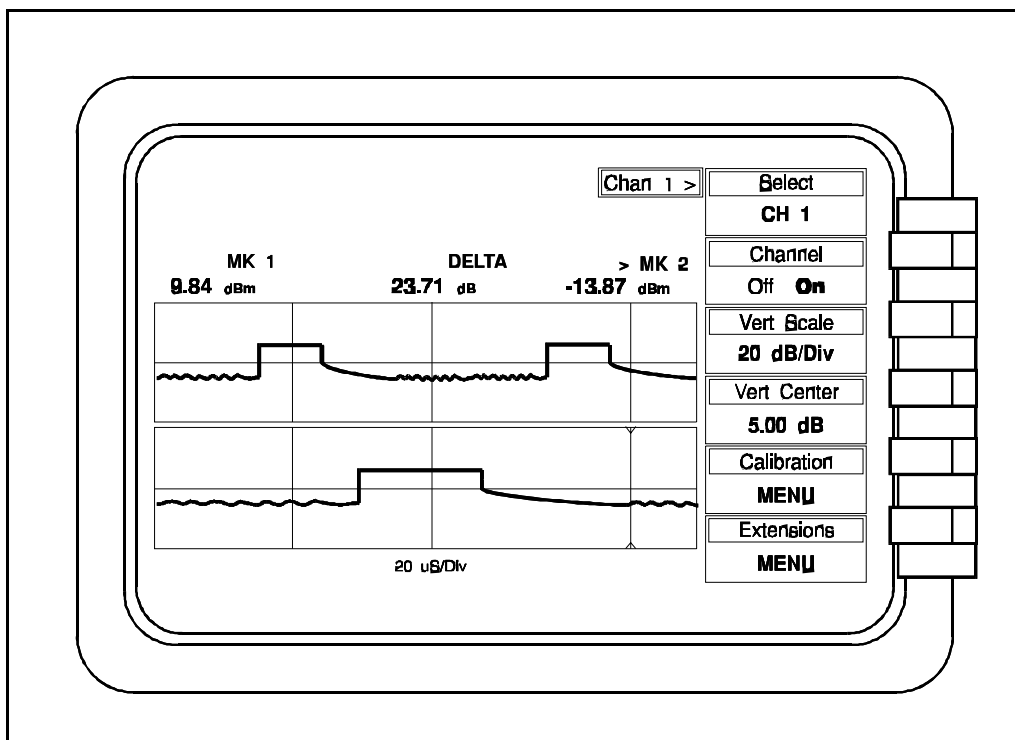 Chan 1 >
Select
CH 1
Channel
Off On
Vert Scale
20 dB/Div
Vert Center
5.00 dB
Calibration
MENU
Extensions
MENU
MK 1
DELTA
> MK 2
9.84 dBm
23.71 dB
-13.87 dBm
20 uS/Div